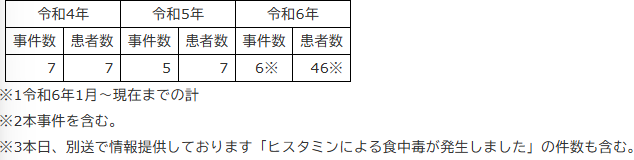 令和4年 令和5年 令和6年
事件数 患者数 事件数 患者数 事件数 患者数
7 7 5 7 6※ 46※
※1令和6年1月～現在までの計
※2本事件を含む。
※3本日、別送で情報提供しております「ヒスタミンによる食中毒が発生しました」の件数も含む。